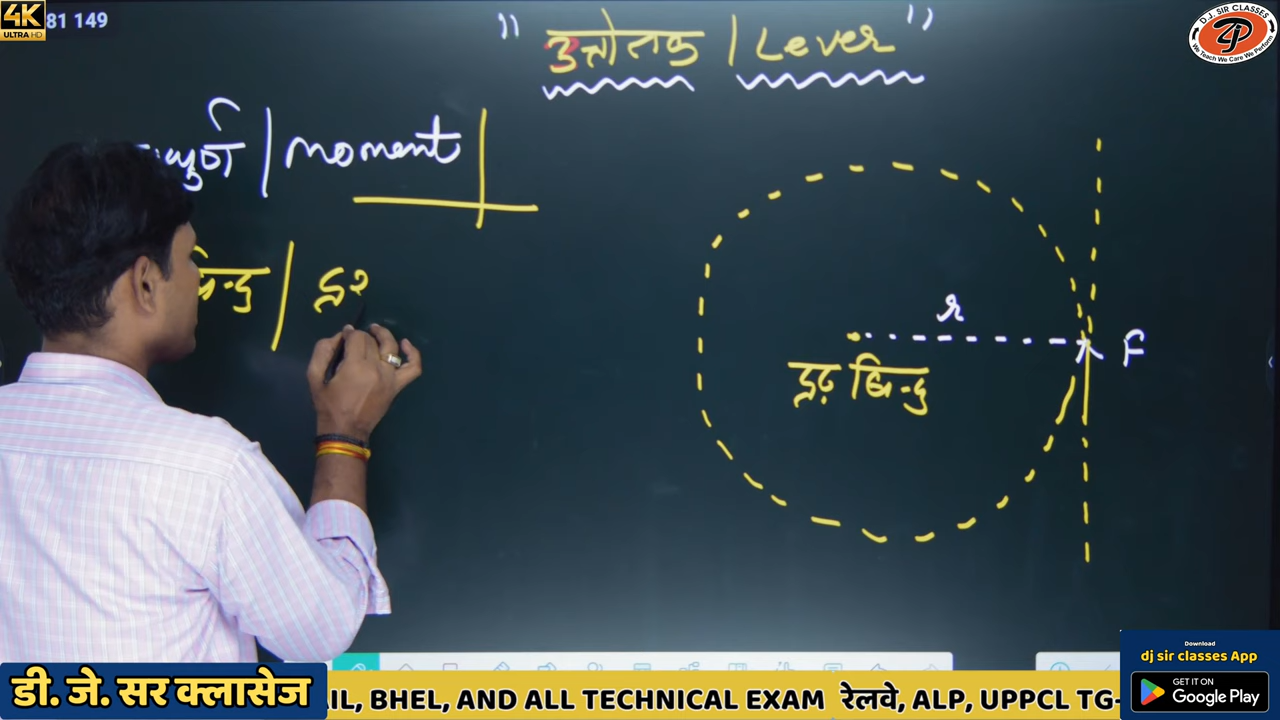 4K
ULTRA HD
81 149
" उत्तोलक | Lever "
घुर्ण | moment
बिन्दु |
r
F
दृढ़ बिन्दु
D.J. SIR CLASSES
We Teach We Care We Perform
Download
dj sir classes App
GET IT ON
Google Play
डी. जे. सर क्लासेज
IL, BHEL, AND ALL TECHNICAL EXAM रेलवे, ALP, UPPCL TG-